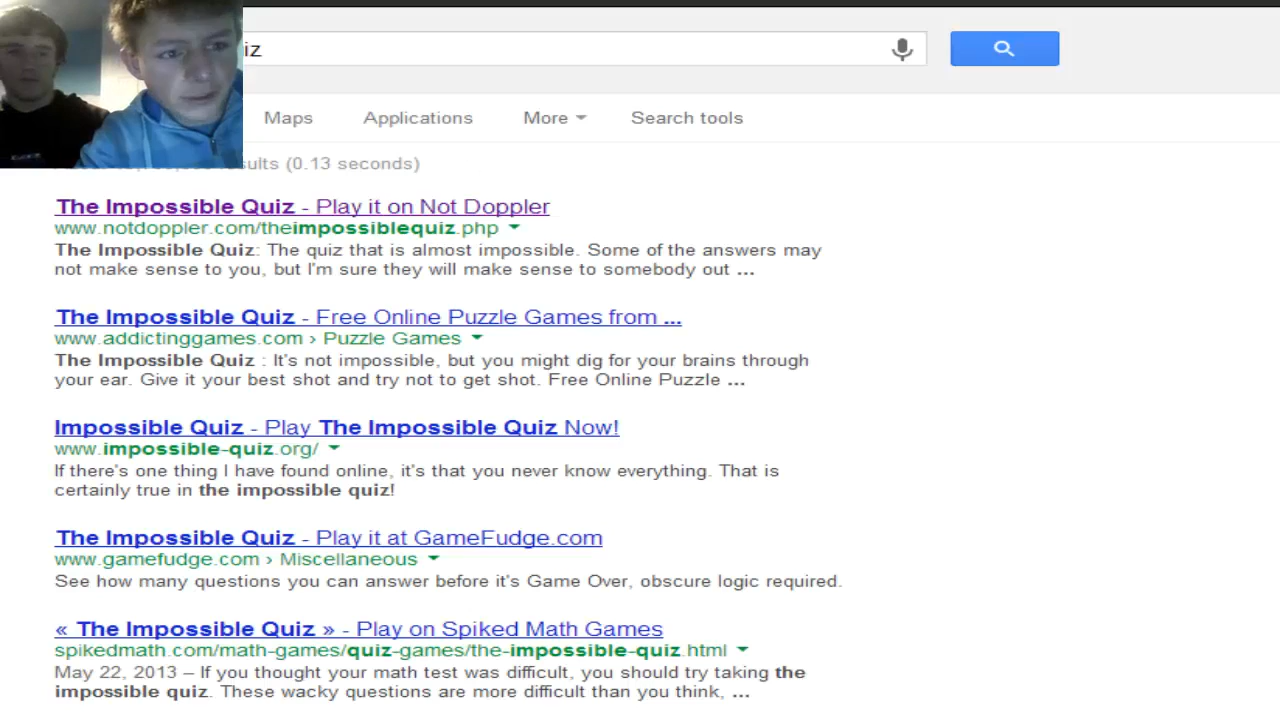 iz
Maps Applications More Search tools
results (0.13 seconds)
The Impossible Quiz - Play it on Not Doppler
www.notdoppler.com/theimpossiblequiz.php
The Impossible Quiz: The quiz that is almost impossible. Some of the answers may
not make sense to you, but I'm sure they will make sense to somebody out ...
The Impossible Quiz - Free Online Puzzle Games from ...
www.addictinggames.com › Puzzle Games
The Impossible Quiz : It's not impossible, but you might dig for your brains through
your ear. Give it your best shot and try not to get shot. Free Online Puzzle ...
Impossible Quiz - Play The Impossible Quiz Now!
www.impossible-quiz.org/
If there's one thing I have found online, it's that you never know everything. That is
certainly true in the impossible quiz!
The Impossible Quiz - Play it at GameFudge.com
www.gamefudge.com › Miscellaneous
See how many questions you can answer before it's Game Over, obscure logic required.
« The Impossible Quiz » - Play on Spiked Math Games
spikedmath.com/math-games/quiz-games/the-impossible-quiz.html
May 22, 2013 – If you thought your math test was difficult, you should try taking the
impossible quiz. These wacky questions are more difficult than you think, ...